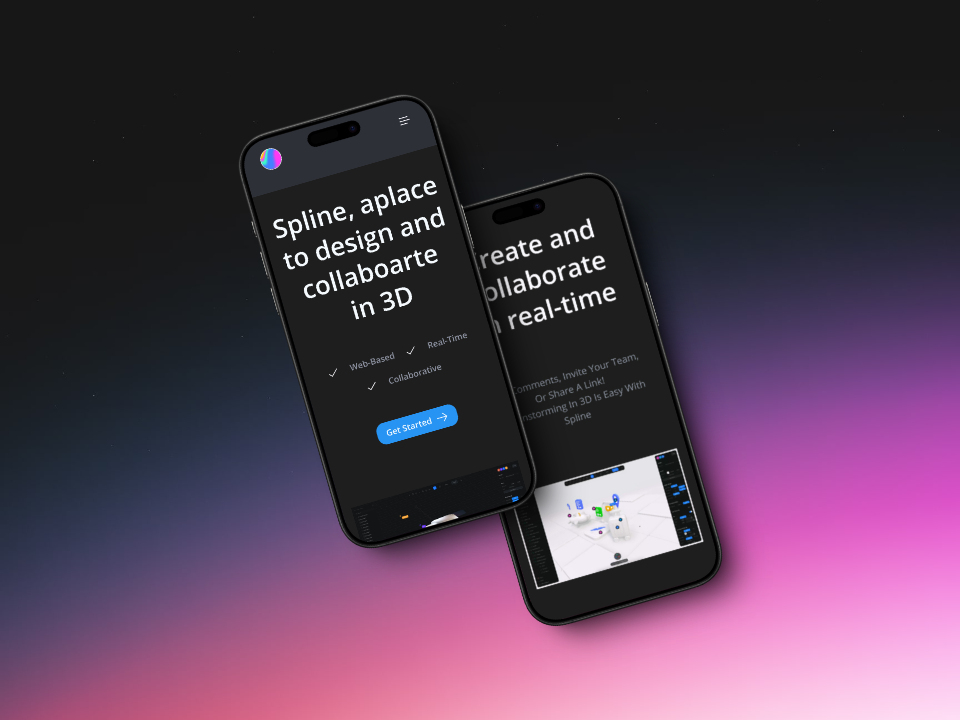 Spline, aplace
to design and
collaboarte
in 3D
Web-Based
Real-Time
Collaborative
Get Started
reate and
ollaborate
real-time
omments, Invite Your Team,
Or Share A Link!
nstorming In 3D Is Easy With
Spline